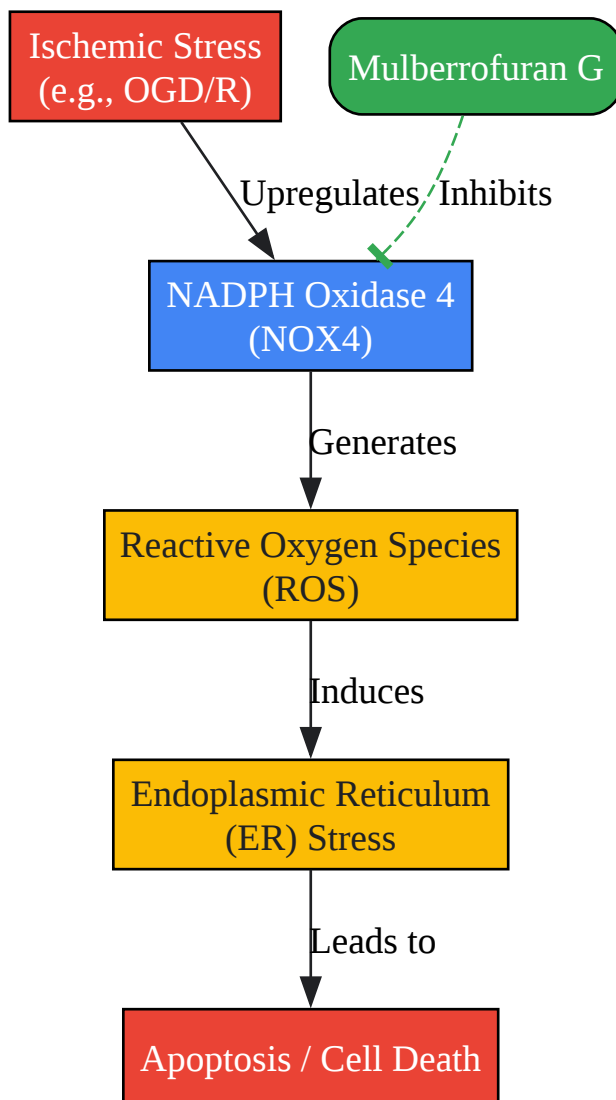 Ischemic Stress
(e.g., OGD/R)
Mulberrofuran G
Upregulates
Inhibits
NADPH Oxidase 4
(NOX4)
Generates
Reactive Oxygen Species
(ROS)
Induces
Endoplasmic Reticulum
(ER) Stress
Leads to
Apoptosis / Cell Death